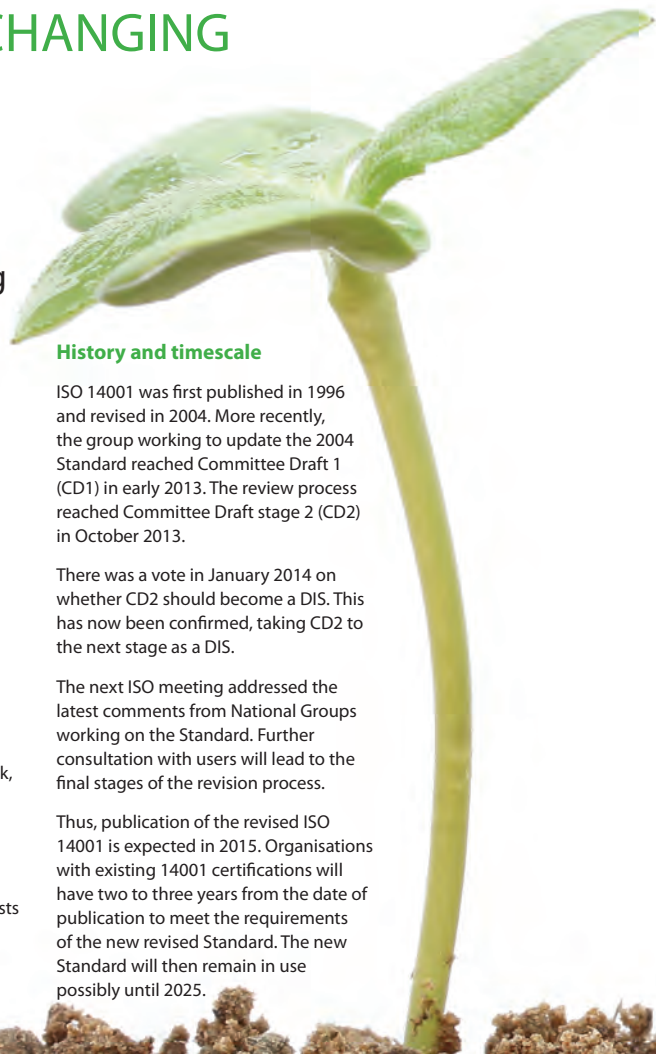 CHANGING
g
History and timescale
ISO 14001 was first published in 1996
and revised in 2004. More recently,
the group working to update the 2004
Standard reached Committee Draft 1
(CD1) in early 2013. The review process
reached Committee Draft stage 2 (CD2)
in October 2013.
There was a vote in January 2014 on
whether CD2 should become a DIS. This
has now been confirmed, taking CD2 to
the next stage as a DIS.
The next ISO meeting addressed the
latest comments from National Groups
working on the Standard. Further
consultation with users will lead to the
final stages of the revision process.
k,
Thus, publication of the revised ISO
14001 is expected in 2015. Organisations
with existing 14001 certifications will
have two to three years from the date of
publication to meet the requirements
sts
of the new revised Standard. The new
Standard will then remain in use
possibly until 2025.